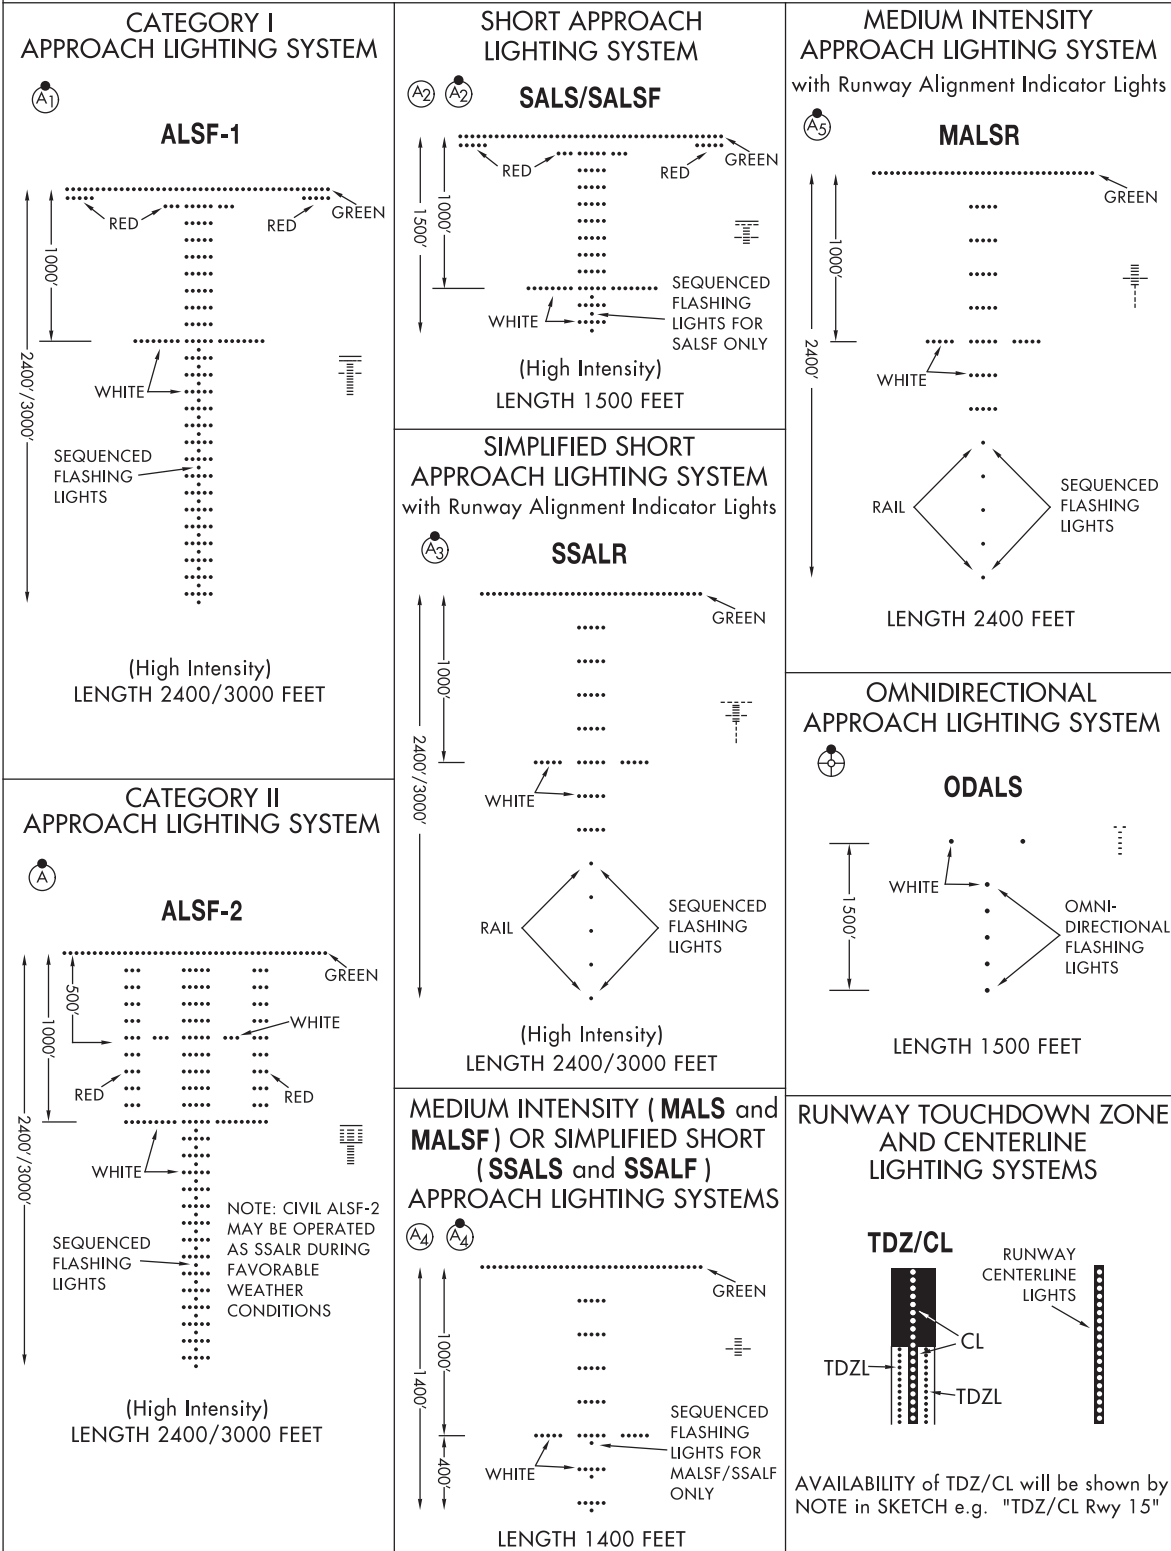 CATEGORY I
APPROACH LIGHTING SYSTEM
A1
ALSF-1
RED
RED
GREEN
1000'
2400'/3000'
WHITE
SEQUENCED
FLASHING
LIGHTS
(High Intensity)
LENGTH 2400/3000 FEET
CATEGORY II
APPROACH LIGHTING SYSTEM
A
ALSF-2
GREEN
500'
1000'
WHITE
RED
RED
2400'/3000'
WHITE
NOTE: CIVIL ALSF-2
MAY BE OPERATED
AS SSALR DURING
FAVORABLE
WEATHER
CONDITIONS
SEQUENCED
FLASHING
LIGHTS
(High Intensity)
LENGTH 2400/3000 FEET
SHORT APPROACH
LIGHTING SYSTEM
A2 A2
SALS/SALSF
GREEN
RED
RED
1500'
1000'
SEQUENCED
FLASHING
LIGHTS FOR
SALSF ONLY
WHITE
(High Intensity)
LENGTH 1500 FEET
SIMPLIFIED SHORT
APPROACH LIGHTING SYSTEM
with Runway Alignment Indicator Lights
A3
SSALR
GREEN
1000'
2400'/3000'
WHITE
RAIL
SEQUENCED
FLASHING
LIGHTS
(High Intensity)
LENGTH 2400/3000 FEET
MEDIUM INTENSITY (MALS and
MALSF) OR SIMPLIFIED SHORT
(SSALS and SSALF)
APPROACH LIGHTING SYSTEMS
A4 A4
GREEN
1000'
1400'
400'
WHITE
SEQUENCED
FLASHING
LIGHTS FOR
MALSF/SSALF
ONLY
LENGTH 1400 FEET
MEDIUM INTENSITY
APPROACH LIGHTING SYSTEM
with Runway Alignment Indicator Lights
A5
MALSR
GREEN
1000'
2400'
WHITE
RAIL
SEQUENCED
FLASHING
LIGHTS
LENGTH 2400 FEET
OMNIDIRECTIONAL
APPROACH LIGHTING SYSTEM
ODALS
WHITE
1500'
OMNI-
DIRECTIONAL
FLASHING
LIGHTS
LENGTH 1500 FEET
RUNWAY TOUCHDOWN ZONE
AND CENTERLINE
LIGHTING SYSTEMS
TDZ/CL
RUNWAY
CENTERLINE
LIGHTS
CL
TDZL
TDZL
AVAILABILITY of TDZ/CL will be shown by
NOTE in SKETCH e.g. "TDZ/CL Rwy 15"